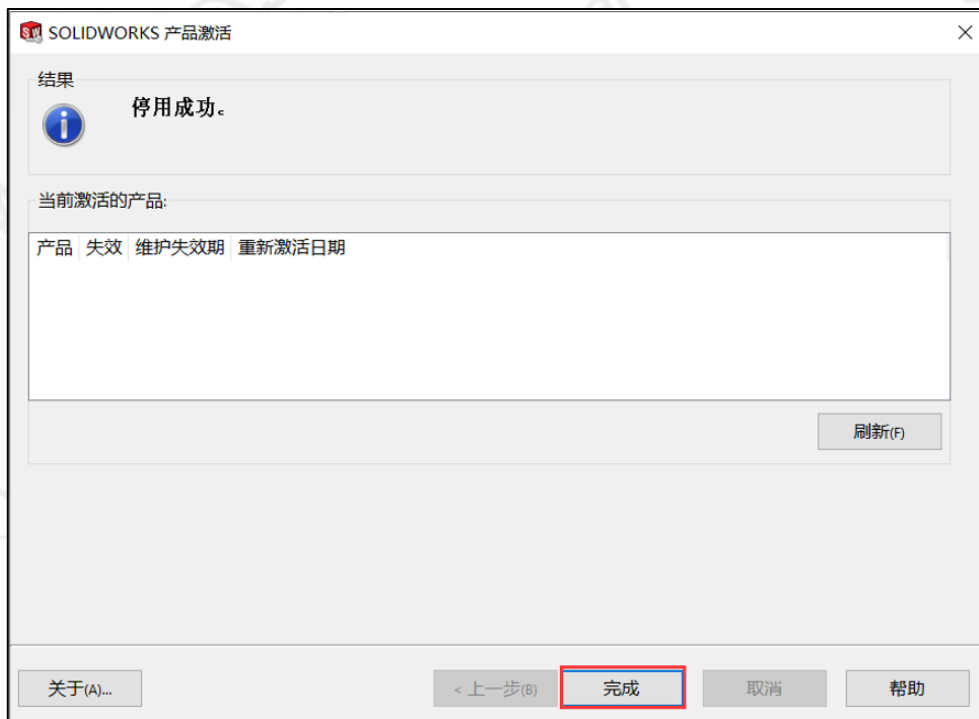 SOLIDWORKS 产品激活
结果
停用成功。
当前激活的产品:
产品 失效 维护失效期 重新激活日期
刷新(F)
关于(A)... < 上一步(B) 完成 取消 帮助